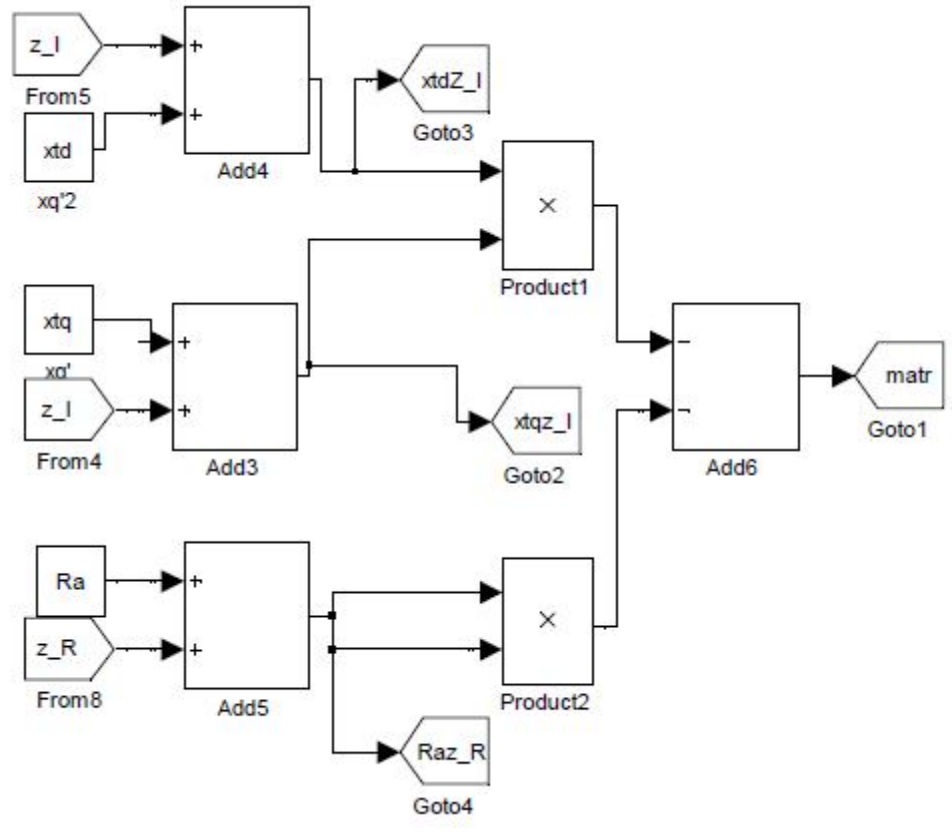 z_I
+
xtdZ_I
From5
Goto3
xtd
+
Add4
xq'2
×
Product1
xtq
+
xq'
z_I
+
From4
Add3
xtqz_I
Goto2
−
−
Add6
matr
Goto1
Ra
+
z_R
+
From8
Add5
×
Product2
Raz_R
Goto4